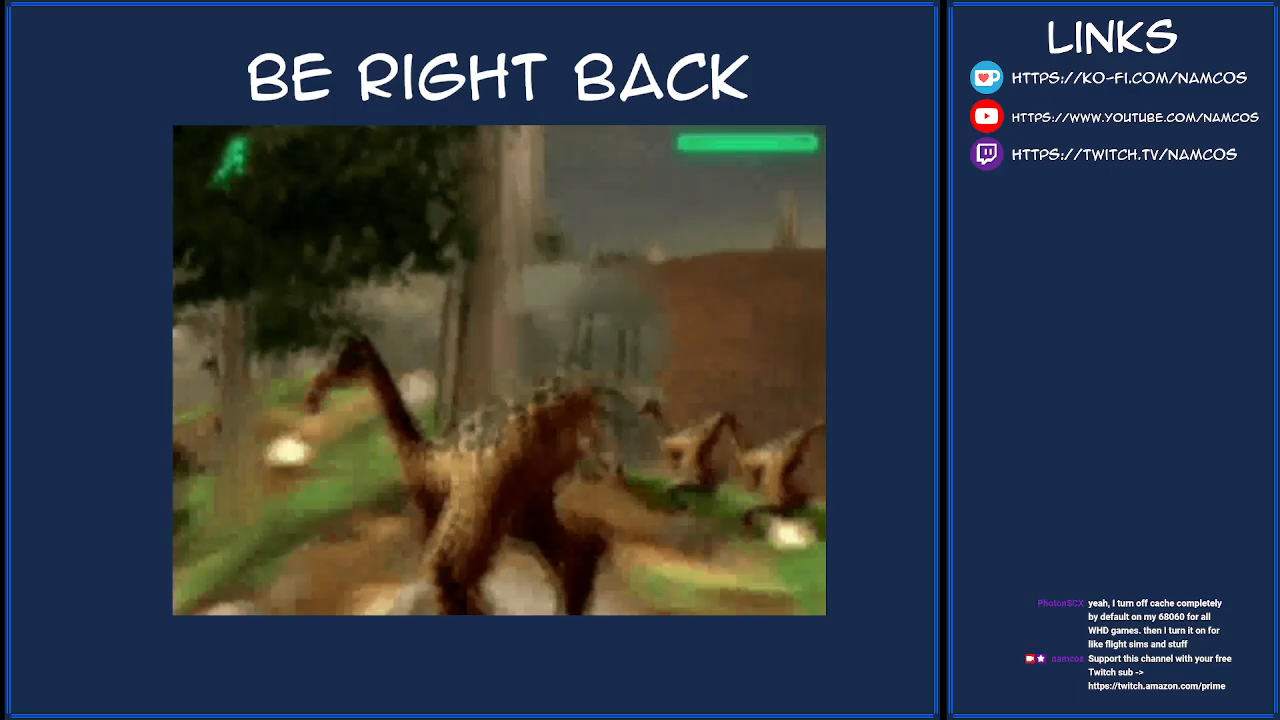 BE RIGHT BACK
LINKS
HTTPS://KO-FI.COM/NAMCOS
HTTPS://WWW.YOUTUBE.COM/NAMCOS
HTTPS://TWITCH.TV/NAMCOS
PhotonSCX yeah, I turn off cache completely
by default on my 68060 for all
WHD games. then I turn it on for
like flight sims and stuff
namcos Support this channel with your free
Twitch sub ->
https://twitch.amazon.com/prime